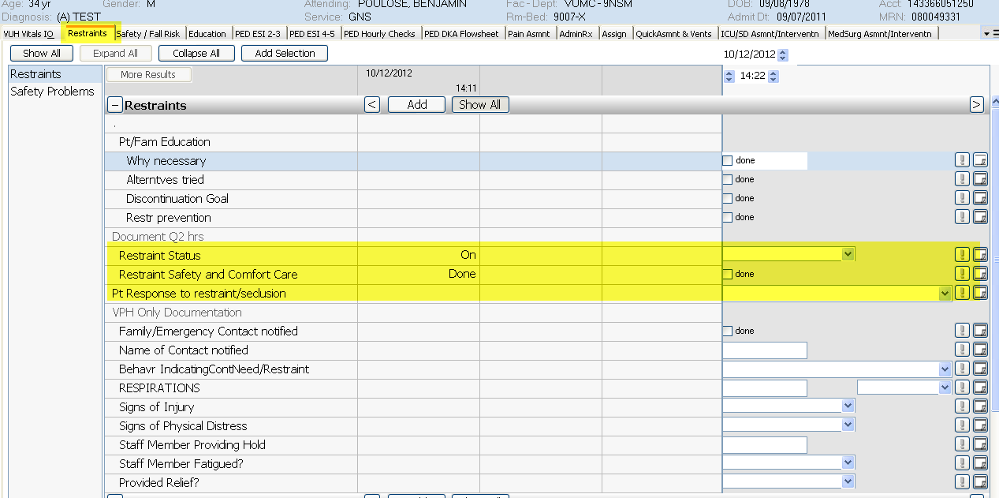 Age: 34 yr Gender: M Attending: POULOSE, BENJAMIN Fac - Dept: VUMC - 9NSM DOB: 09/08/1978 Acct: 143366051250
Diagnosis: (A) TEST Service: GNS Rm-Bed: 9007-X Admit Dt: 09/07/2011 MRN: 080049331
VUH Vitals IO Restraints Safety / Fall Risk Education PED ESI 2-3 PED ESI 4-5 PED Hourly Checks PED DKA Flowsheet Pain Asmnt AdminRx Assign QuickAsmnt & Vents ICU/SD Asmnt/Interventn MedSurg Asmnt/Interventn
Show All Expand All Collapse All Add Selection 10/12/2012
Restraints More Results 10/12/2012 14:22
Safety Problems 14:11
− Restraints < Add Show All >
.
Pt/Fam Education
Why necessary done
Alterntves tried done
Discontinuation Goal done
Restr prevention done
Document Q2 hrs
Restraint Status On
Restraint Safety and Comfort Care Done done
Pt Response to restraint/seclusion
VPH Only Documentation
Family/Emergency Contact notified done
Name of Contact notified
Behavr IndicatingContNeed/Restraint
RESPIRATIONS
Signs of Injury
Signs of Physical Distress
Staff Member Providing Hold
Staff Member Fatigued?
Provided Relief?